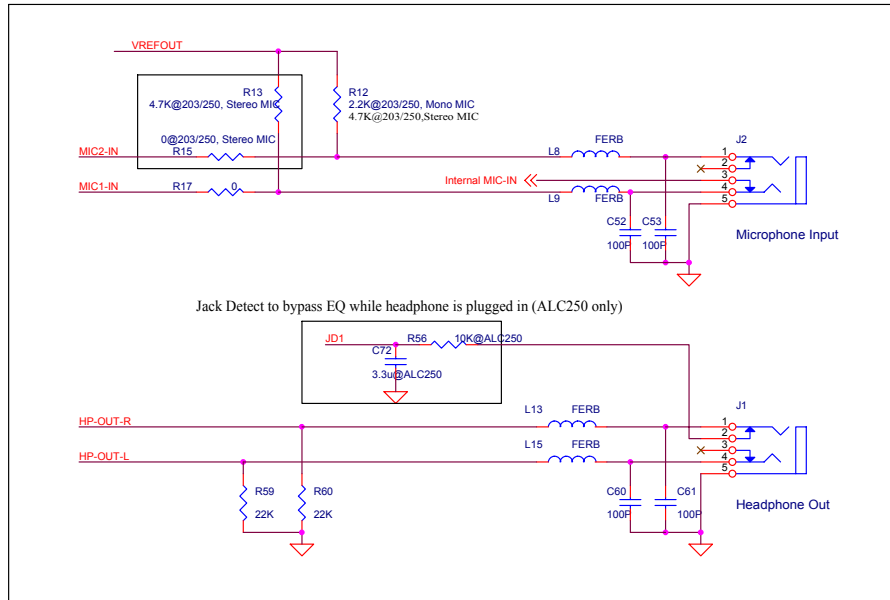 VREFOUT
R13
4.7K@203/250, Stereo MIC
R12
2.2K@203/250, Mono MIC
4.7K@203/250,Stereo MIC
0@203/250, Stereo MIC
MIC2-IN
R15
L8
FERB
J2
1
2
3
4
5
Internal MIC-IN
MIC1-IN
R17
0
L9
FERB
C52
C53
100P
100P
Microphone Input
Jack Detect to bypass EQ while headphone is plugged in (ALC250 only)
JD1
R56
10K@ALC250
C72
3.3u@ALC250
L13
FERB
J1
HP-OUT-R
1
2
3
4
5
L15
FERB
HP-OUT-L
R59
R60
22K
22K
C60
C61
100P
100P
Headphone Out